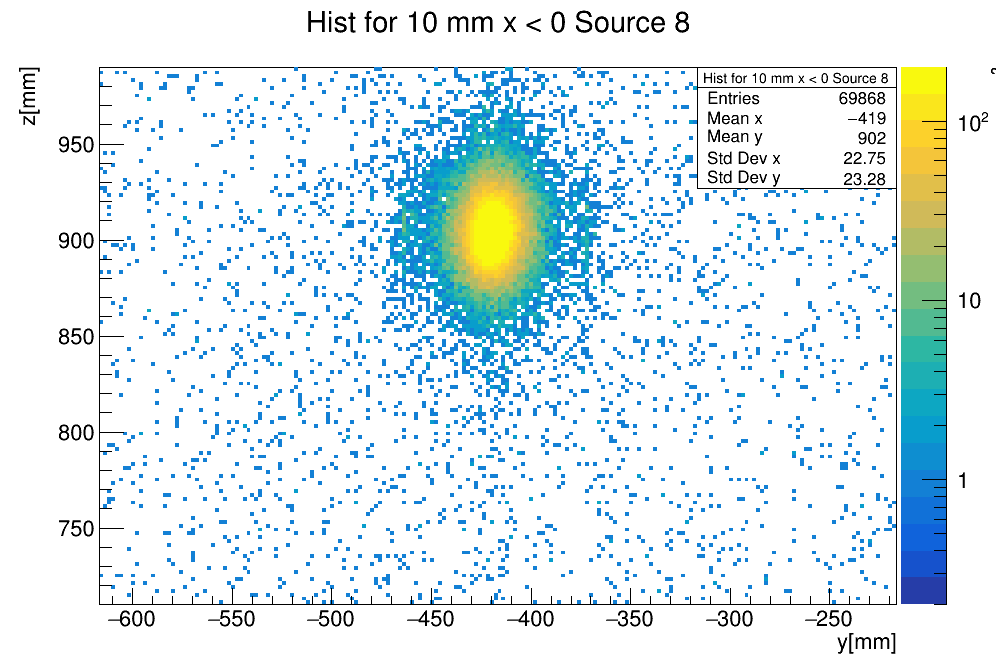 Hist for 10 mm x < 0 Source 8
z[mm]
Hist for 10 mm x < 0 Source 8
Entries 69868
Mean x −419
Mean y 902
Std Dev x 22.75
Std Dev y 23.28
950
900
850
800
750
−600 −550 −500 −450 −400 −350 −300 −250
y[mm]
10²
10
1